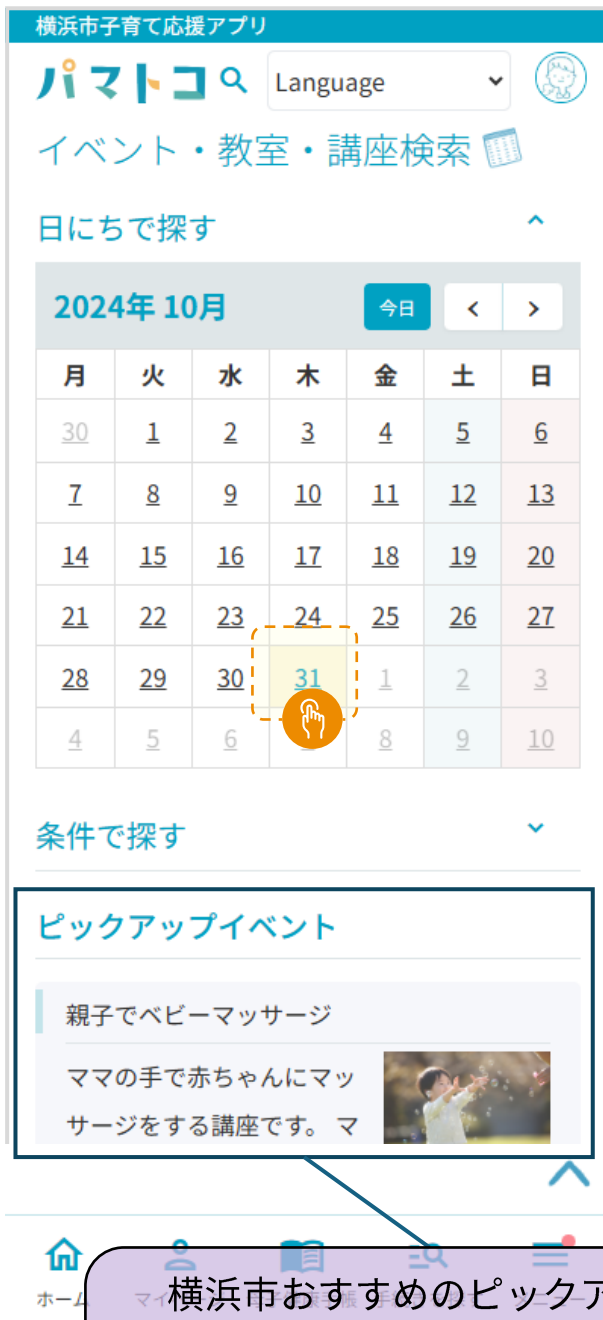 横浜市子育て応援アプリ
パマトコ
Language
イベント・教室・講座検索
日にちで探す
2024年 10月
今日
月 火 水 木 金 土 日
30 1 2 3 4 5 6
7 8 9 10 11 12 13
14 15 16 17 18 19 20
21 22 23 24 25 26 27
28 29 30 31 1 2 3
4 5 6 8 9 10
条件で探す
ピックアップイベント
親子でベビーマッサージ
ママの手で赤ちゃんにマッ
サージをする講座です。 マ
横浜市おすすめのピックア
ホーム